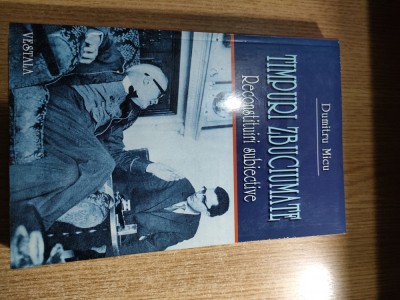 Dumitru Micu
TIMPURI ZBUCIUMATE
Reconstituiri subiective
VESTALA